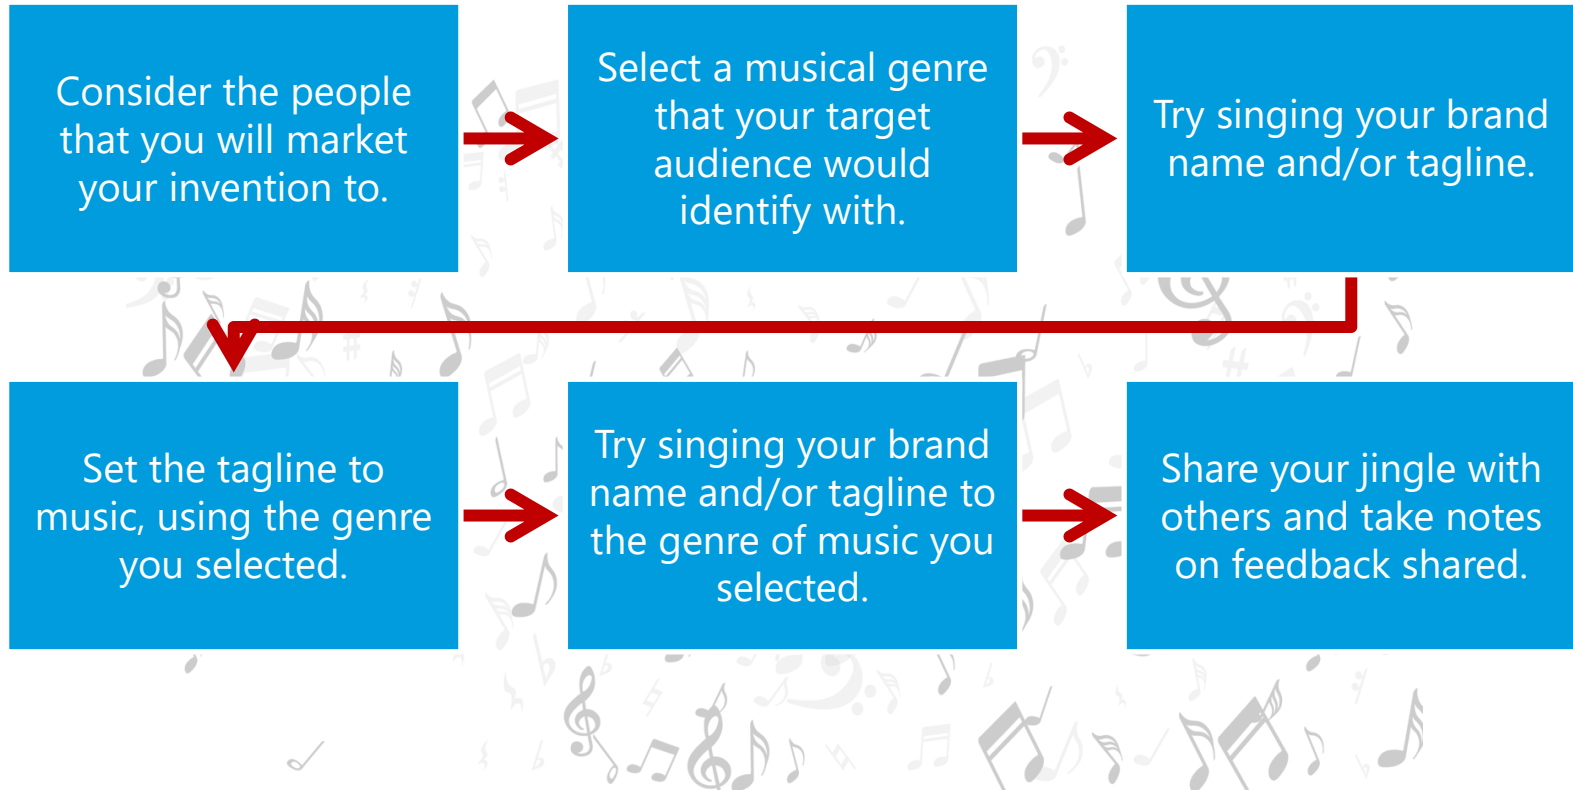 Consider the people
that you will market
your invention to.
Select a musical genre
that your target
audience would
identify with.
Try singing your brand
name and/or tagline.
Set the tagline to
music, using the genre
you selected.
Try singing your brand
name and/or tagline to
the genre of music you
selected.
Share your jingle with
others and take notes
on feedback shared.